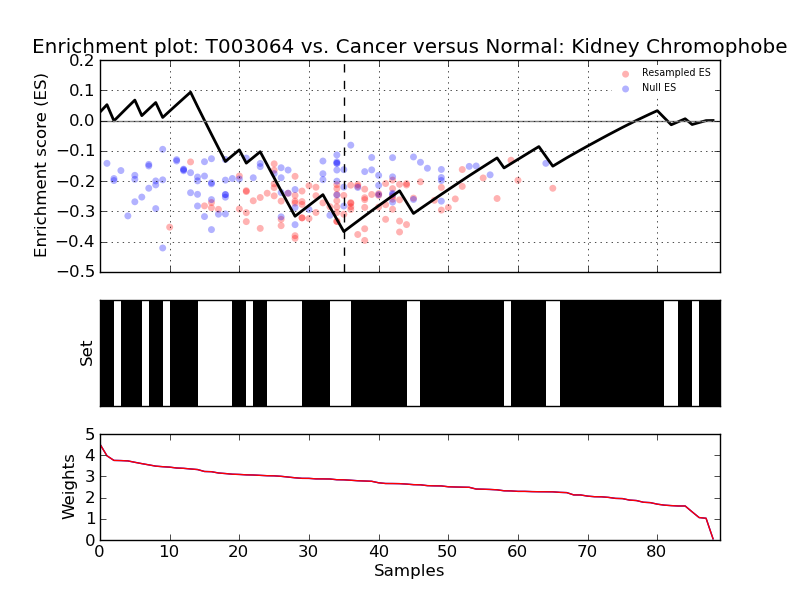 Enrichment plot: T003064 vs. Cancer versus Normal: Kidney Chromophobe
0.2
0.1
0.0
−0.1
−0.2
−0.3
−0.4
−0.5
Enrichment score (ES)
Resampled ES
Null ES
Set
5
4
3
2
1
0
Weights
0 10 20 30 40 50 60 70 80
Samples